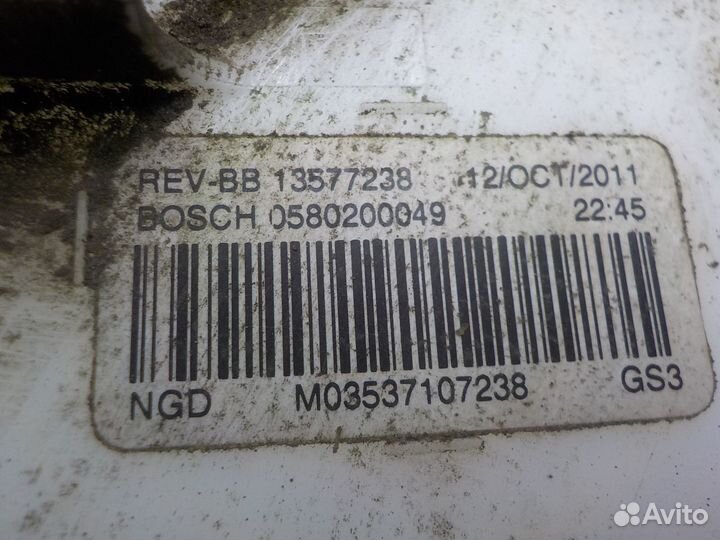 REV-BB 13577238 12/OCT/2011
BOSCH 0580200049 22:45
NGD M03537107238 GS3
Avito